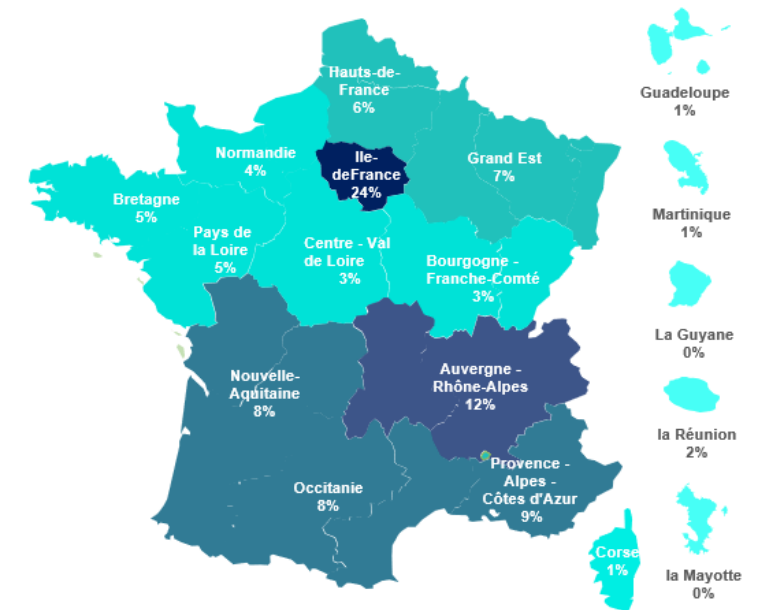 Hauts-de-
France
6%
Guadeloupe
1%
Normandie
4%
Ile-
deFrance
24%
Grand Est
7%
Bretagne
5%
Martinique
1%
Pays de
la Loire
5%
Centre - Val
de Loire
3%
Bourgogne -
Franche-Comté
3%
La Guyane
0%
Nouvelle-
Aquitaine
8%
Auvergne -
Rhône-Alpes
12%
la Réunion
2%
Occitanie
8%
Provence -
Alpes -
Côtes d'Azur
9%
Corse
1%
la Mayotte
0%